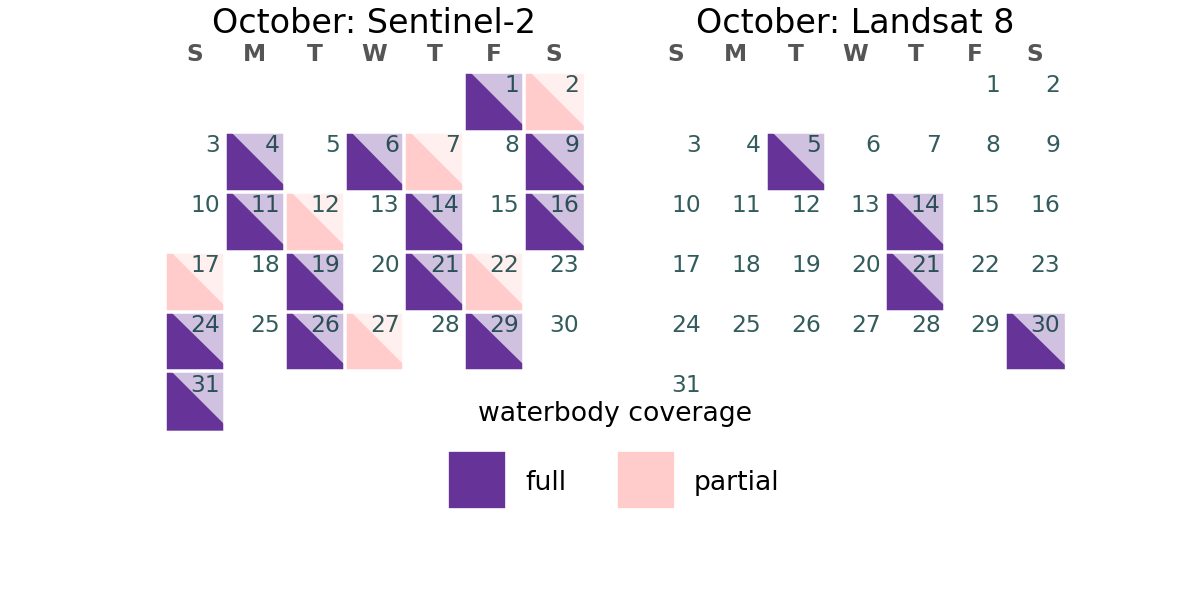 October: Sentinel-2
S M T W T F S
1 2
3 4 5 6 7 8 9
10 11 12 13 14 15 16
17 18 19 20 21 22 23
24 25 26 27 28 29 30
31
October: Landsat 8
S M T W T F S
1 2
3 4 5 6 7 8 9
10 11 12 13 14 15 16
17 18 19 20 21 22 23
24 25 26 27 28 29 30
31
waterbody coverage
full partial